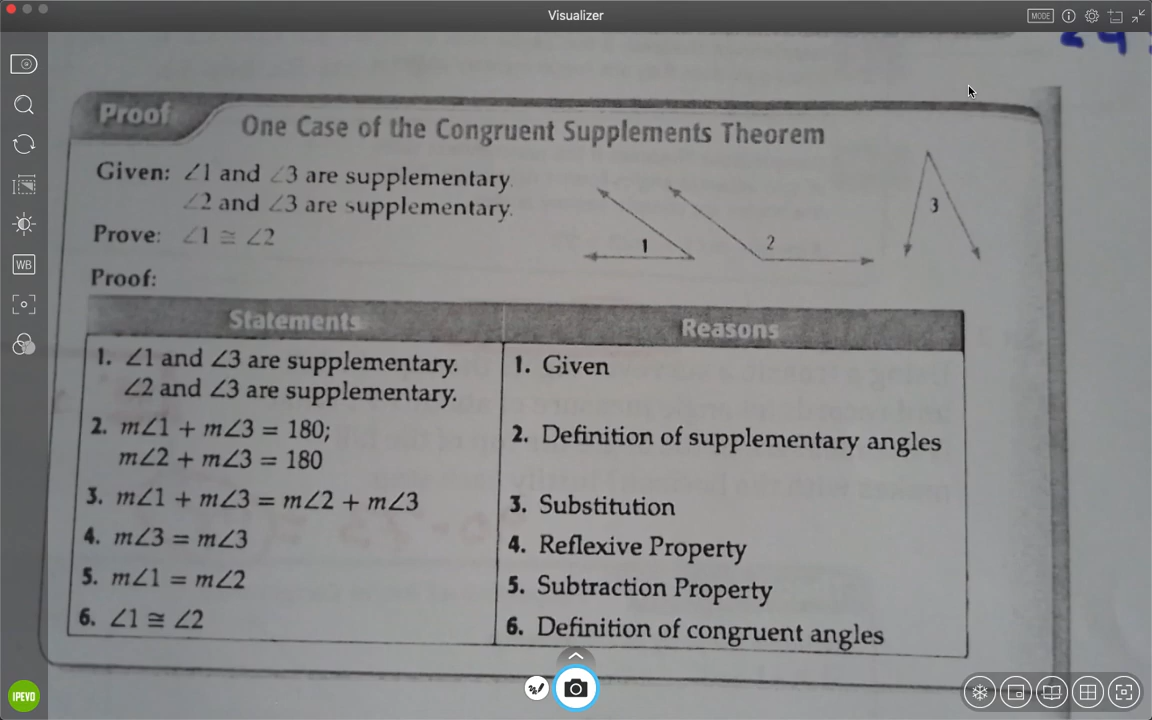 Visualizer
MODE
WB
Proof
One Case of the Congruent Supplements Theorem
Given: ∠1 and ∠3 are supplementary.
∠2 and ∠3 are supplementary.
Prove: ∠1 ≅ ∠2
1
2
3
Proof:
Statements
Reasons
1. ∠1 and ∠3 are supplementary.
∠2 and ∠3 are supplementary.
1. Given
2. m∠1 + m∠3 = 180;
m∠2 + m∠3 = 180
2. Definition of supplementary angles
3. m∠1 + m∠3 = m∠2 + m∠3
3. Substitution
4. m∠3 = m∠3
4. Reflexive Property
5. m∠1 = m∠2
5. Subtraction Property
6. ∠1 ≅ ∠2
6. Definition of congruent angles
IPEVO